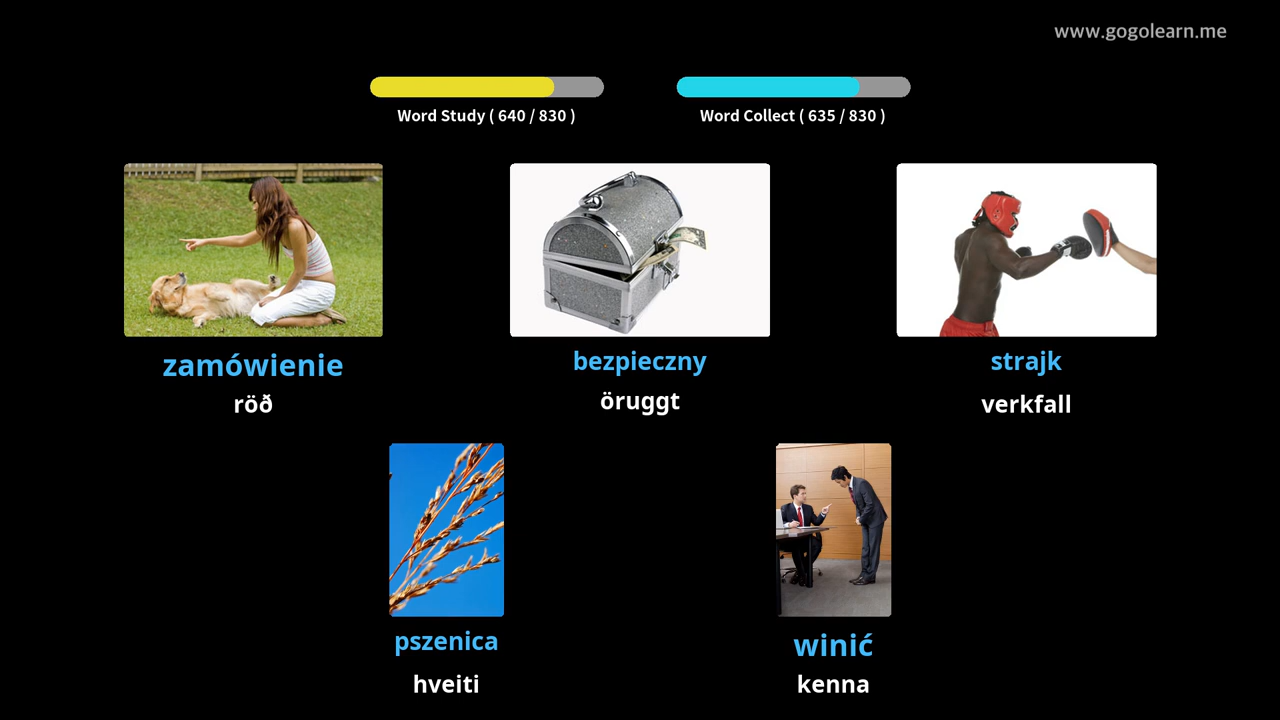 www.gogolearn.me
Word Study ( 640 / 830 )
Word Collect ( 635 / 830 )
zamówienie
röð
bezpieczny
öruggt
strajk
verkfall
pszenica
hveiti
winić
kenna